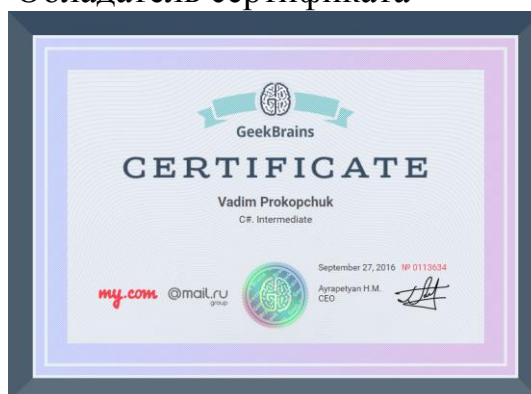 Обладатель сертификата
GeekBrains
CERTIFICATE
Vadim Prokopchuk
C#. Intermediate
September 27, 2016 № 0113634
my.com @mail.ru
group
Ayrapetyan H.M.
CEO